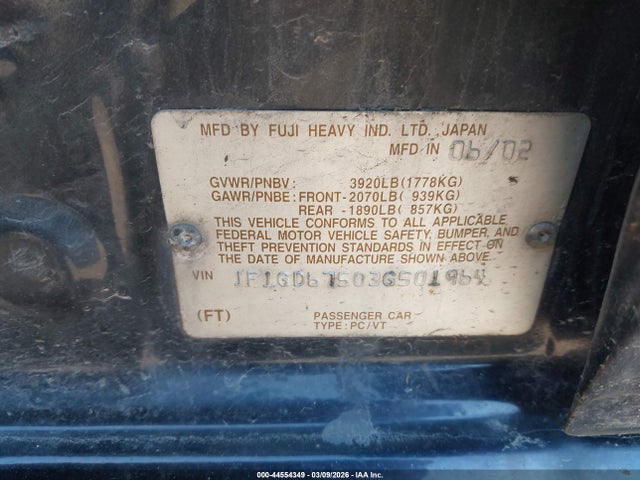 MFD BY FUJI HEAVY IND. LTD. JAPAN
MFD IN 06/02
GVWR/PNBV : 3920LB(1778KG)
GAWR/PNBE : FRONT-2070LB( 939KG)
REAR -1890LB( 857KG)
THIS VEHICLE CONFORMS TO ALL APPLICABLE
FEDERAL MOTOR VEHICLE SAFETY, BUMPER, AND
THEFT PREVENTION STANDARDS IN EFFECT ON
THE DATE OF MANUFACTURE SHOWN ABOVE.
VIN JF1GD67503G501964
(FT) PASSENGER CAR
TYPE : PC/VT
000-44554349 - 03/09/2026 - IAA Inc.